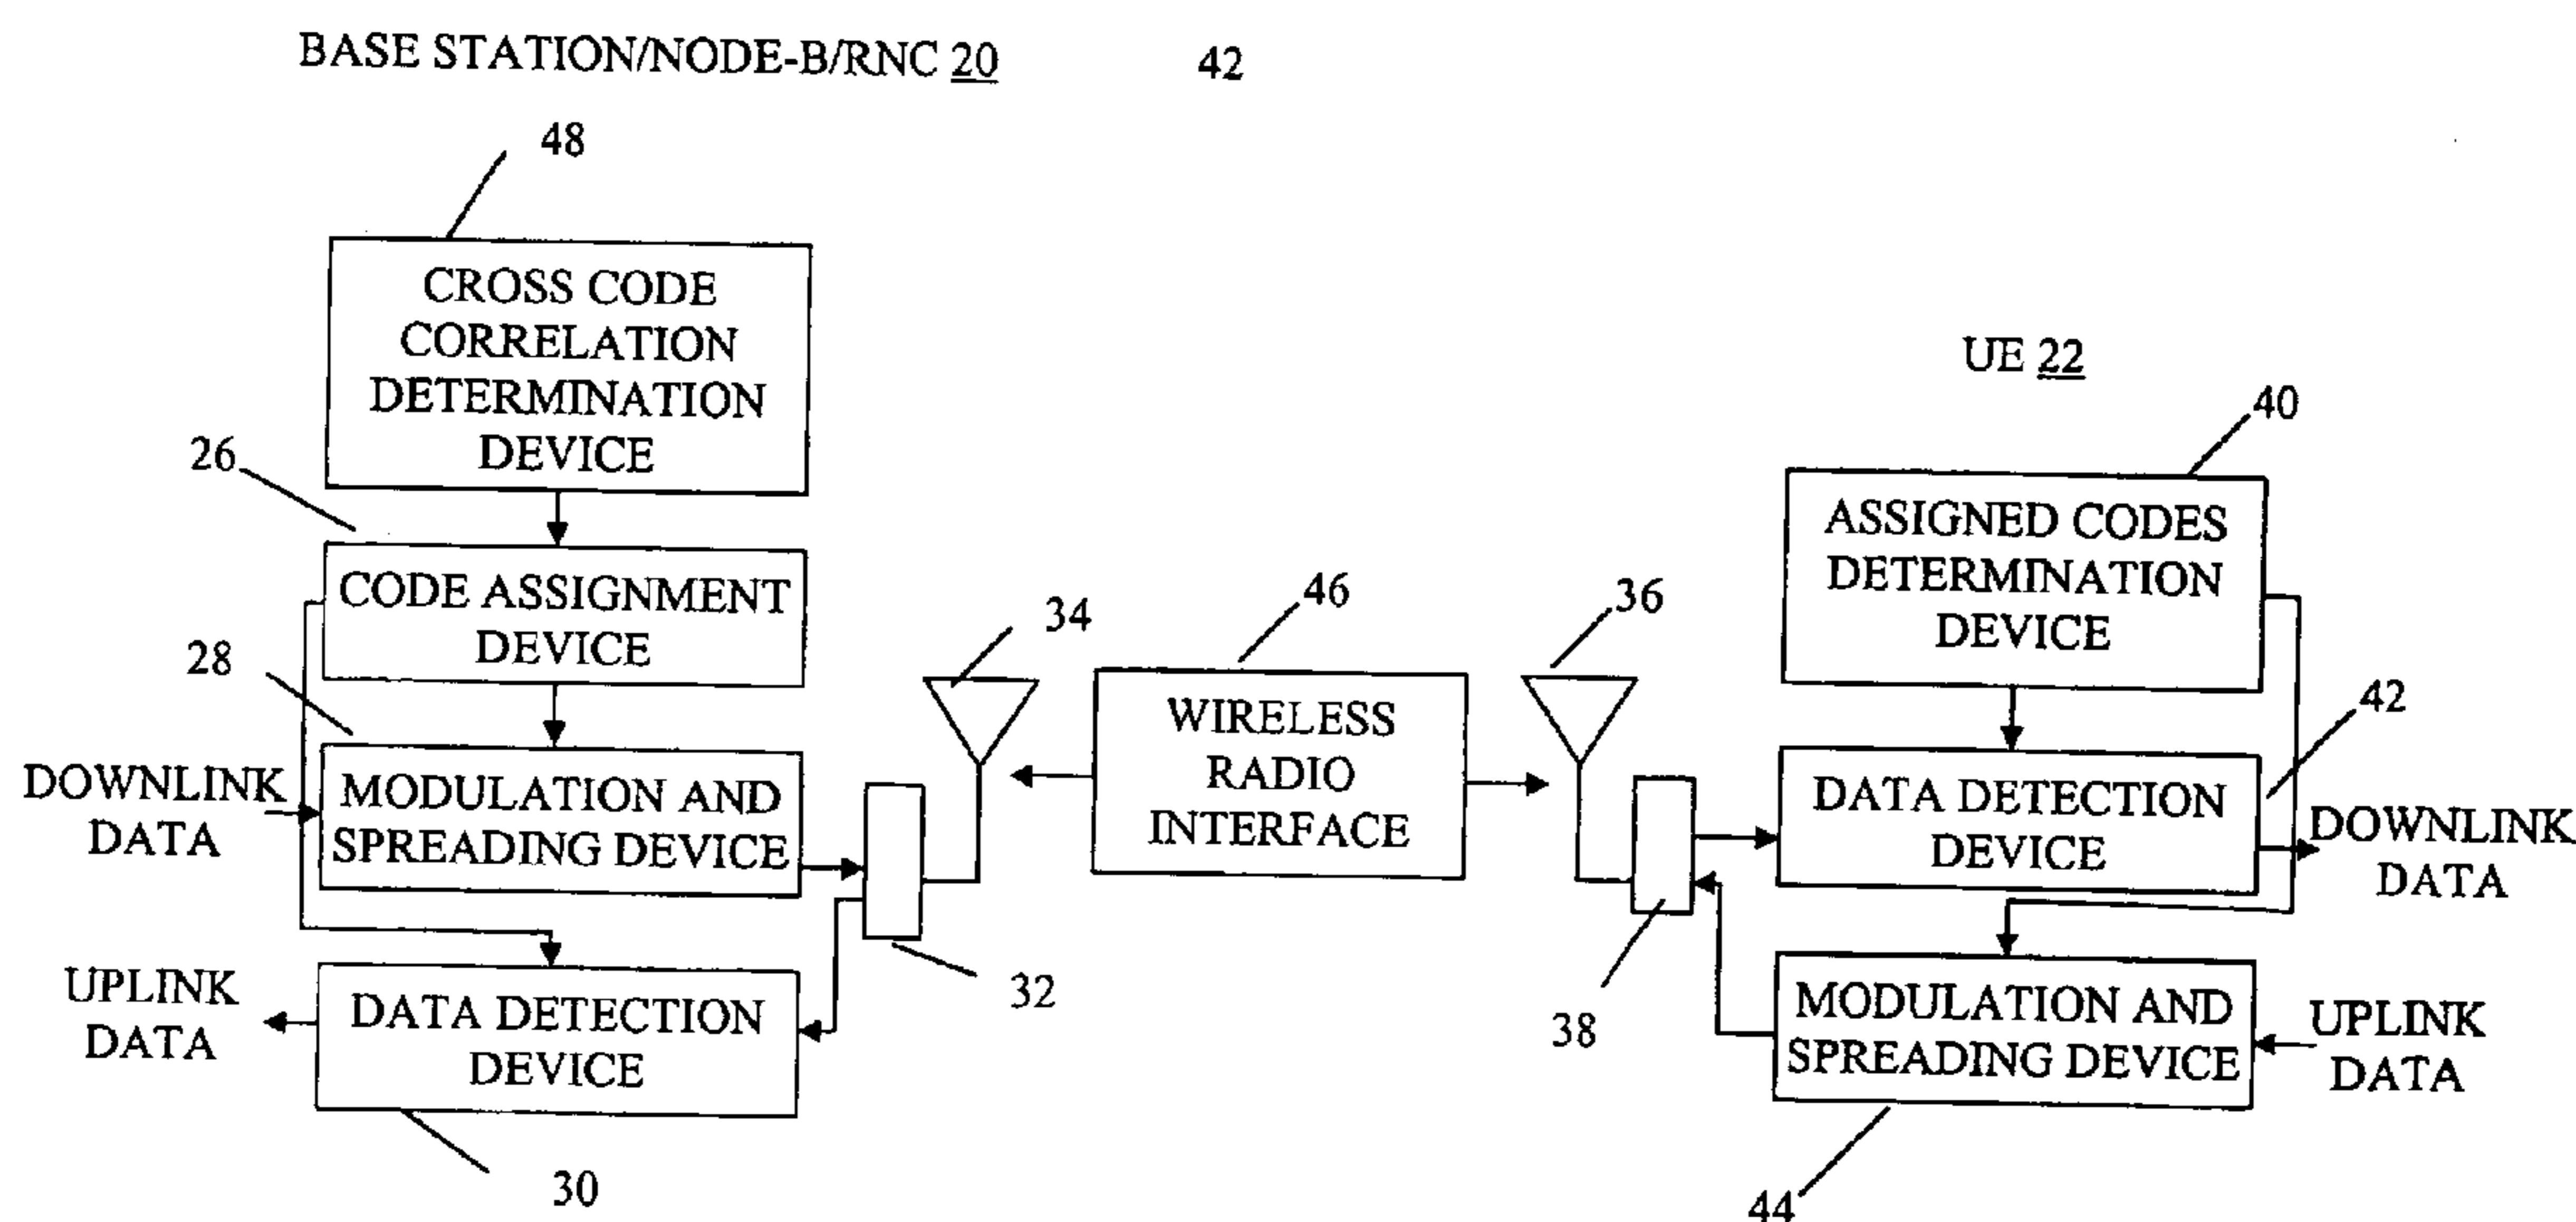 BASE STATION/NODE-B/RNC 20
42
48
CROSS CODE
CORRELATION
DETERMINATION
DEVICE
26
CODE ASSIGNMENT
DEVICE
28
DOWNLINK
DATA
MODULATION AND
SPREADING DEVICE
UPLINK
DATA
DATA DETECTION
DEVICE
30
32
34
46
WIRELESS
RADIO
INTERFACE
36
38
UE 22
40
ASSIGNED CODES
DETERMINATION
DEVICE
42
DATA DETECTION
DEVICE
DOWNLINK
DATA
MODULATION AND
SPREADING DEVICE
UPLINK
DATA
44